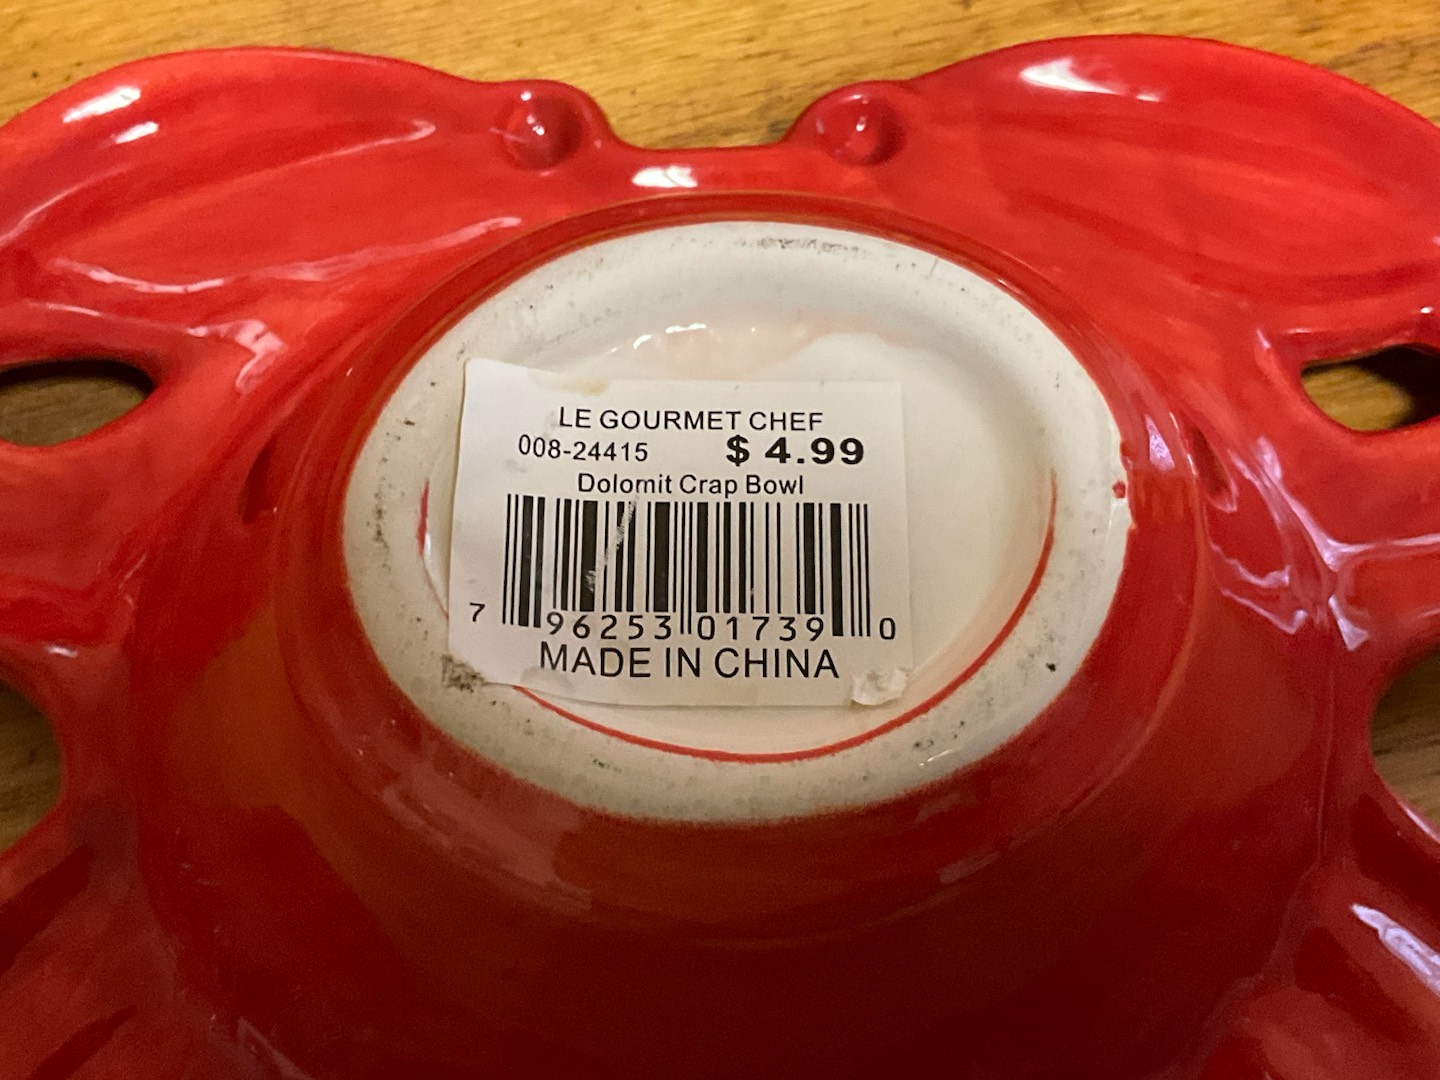 LE GOURMET CHEF
008-24415 $ 4.99
Dolomit Crap Bowl
7 96253 01739 0
MADE IN CHINA